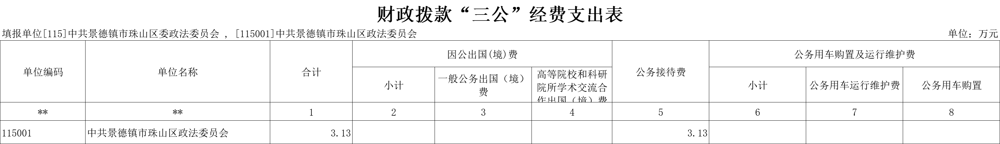 财政拨款“三公”经费支出表
填报单位[115]中共景德镇市珠山区委政法委员会 , [115001]中共景德镇市珠山区政法委员会
单位：万元
单位编码
单位名称
合计
因公出国(境)费
公务接待费
公务用车购置及运行维护费
小计
一般公务出国（境）
费
高等院校和科研
院所学术交流合
作出国（境）费
小计
公务用车运行维护费
公务用车购置
** ** 1 2 3 4 5 6 7 8
115001 中共景德镇市珠山区政法委员会 3.13 3.13